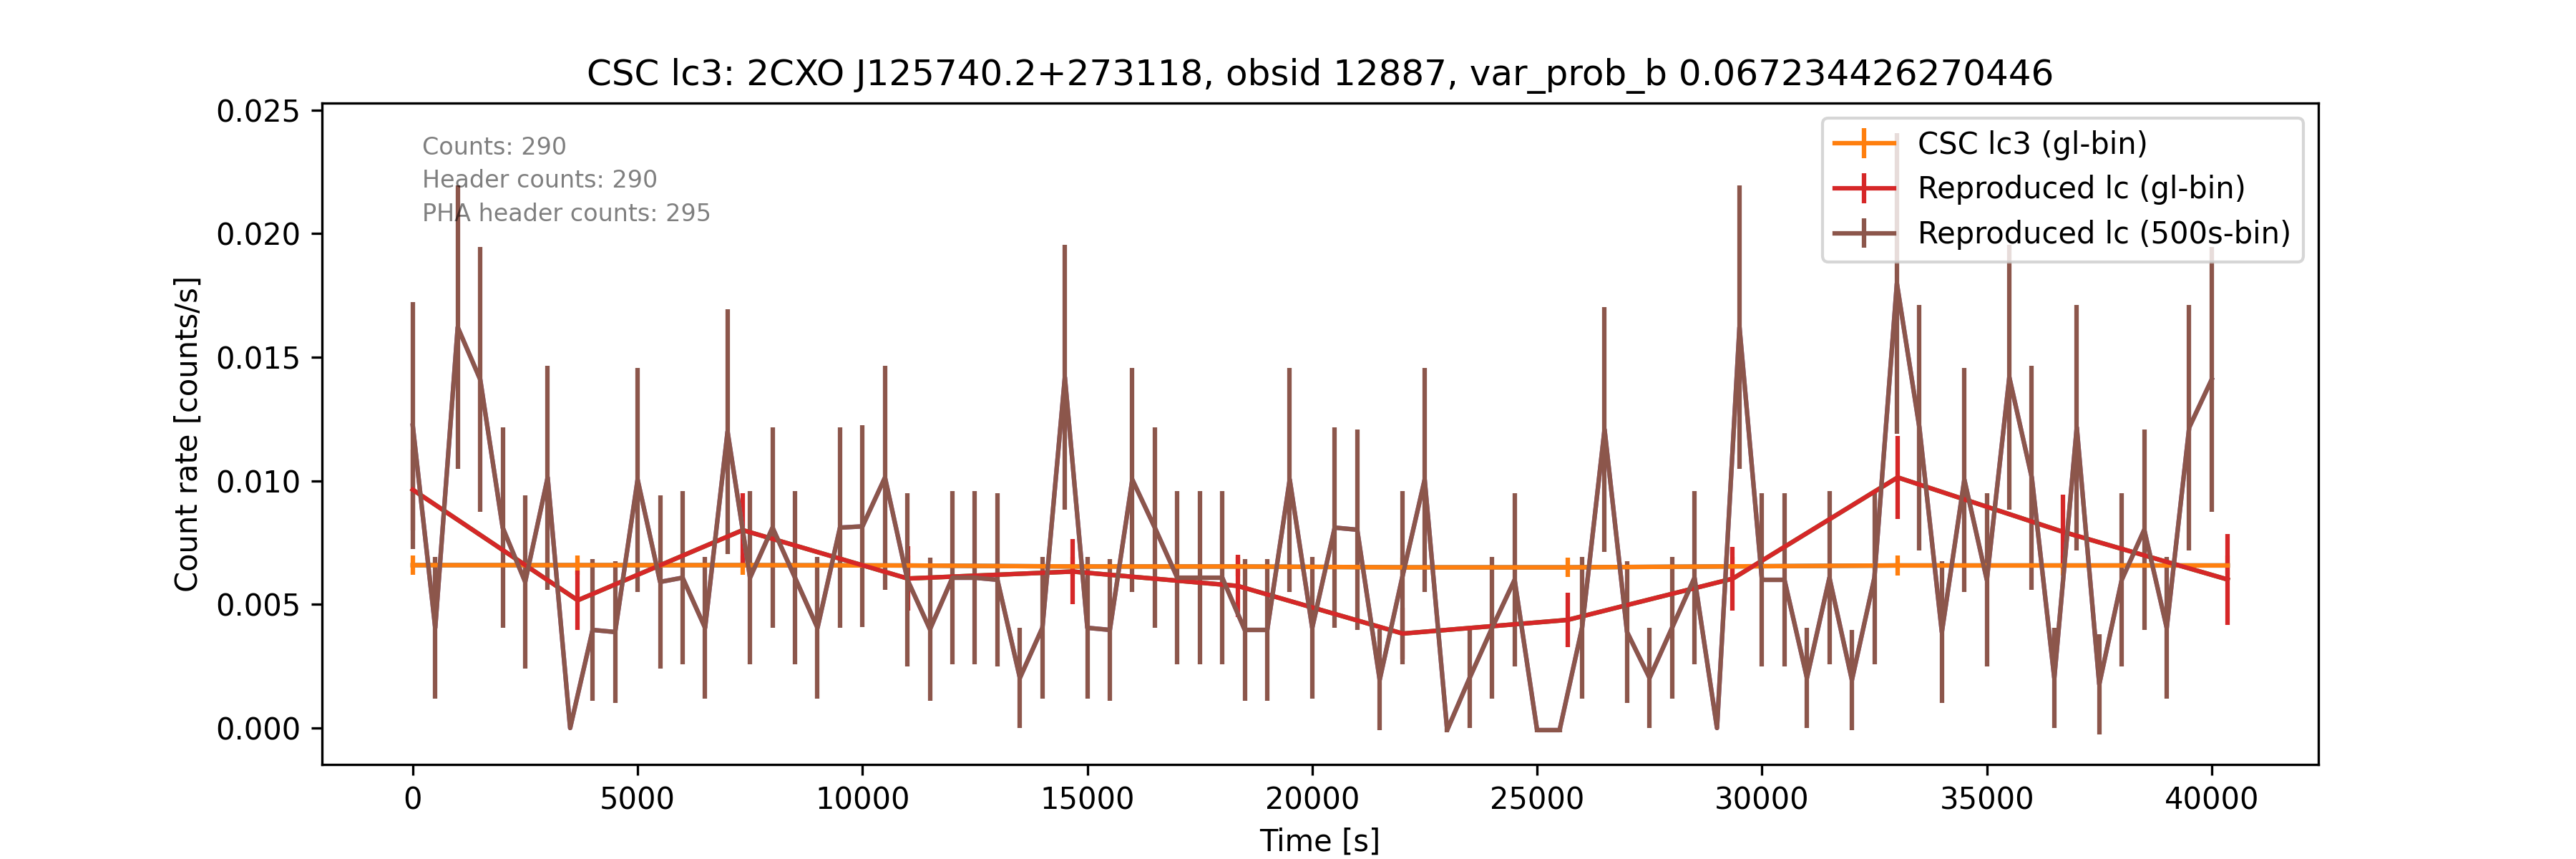 CSC lc3: 2CXO J125740.2+273118, obsid 12887, var_prob_b 0.067234426270446
Counts: 290
Header counts: 290
PHA header counts: 295
CSC lc3 (gl-bin)
Reproduced lc (gl-bin)
Reproduced lc (500s-bin)
Count rate [counts/s]
0.025
0.020
0.015
0.010
0.005
0.000
0 5000 10000 15000 20000 25000 30000 35000 40000
Time [s]